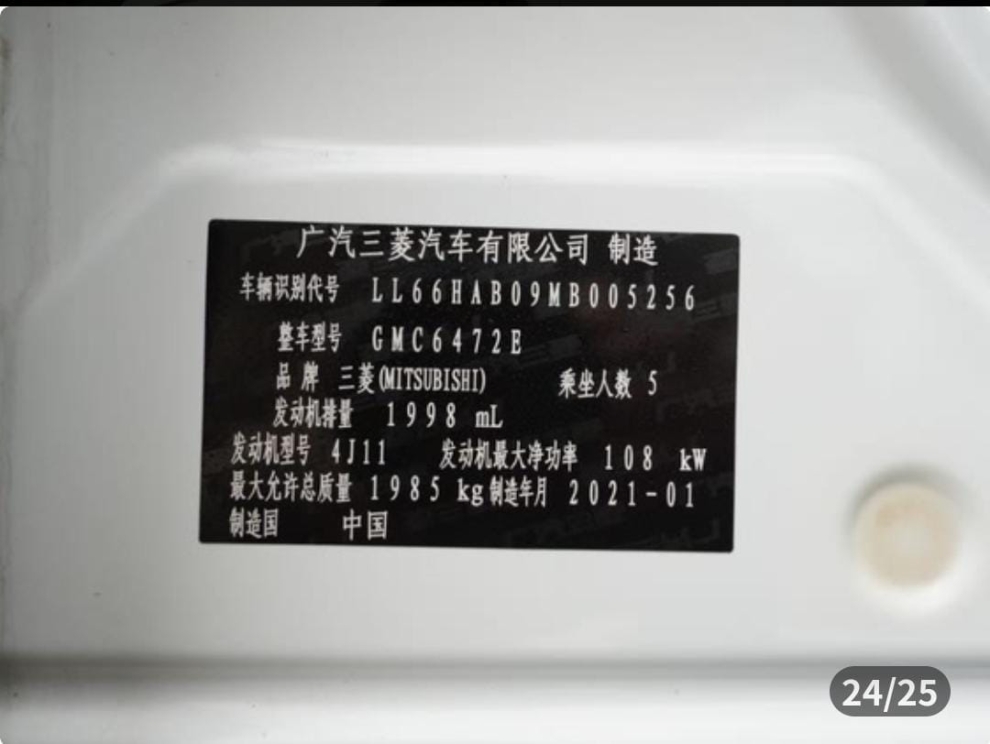 广汽三菱汽车有限公司 制造
车辆识别代号 LL66HAB09MB005256
整车型号 GMC6472E
品牌 三菱(MITSUBISHI) 乘坐人数 5
发动机排量 1998 mL
发动机型号 4J11 发动机最大净功率 108 kW
最大允许总质量 1985 kg 制造年月 2021-01
制造国 中国
24/25